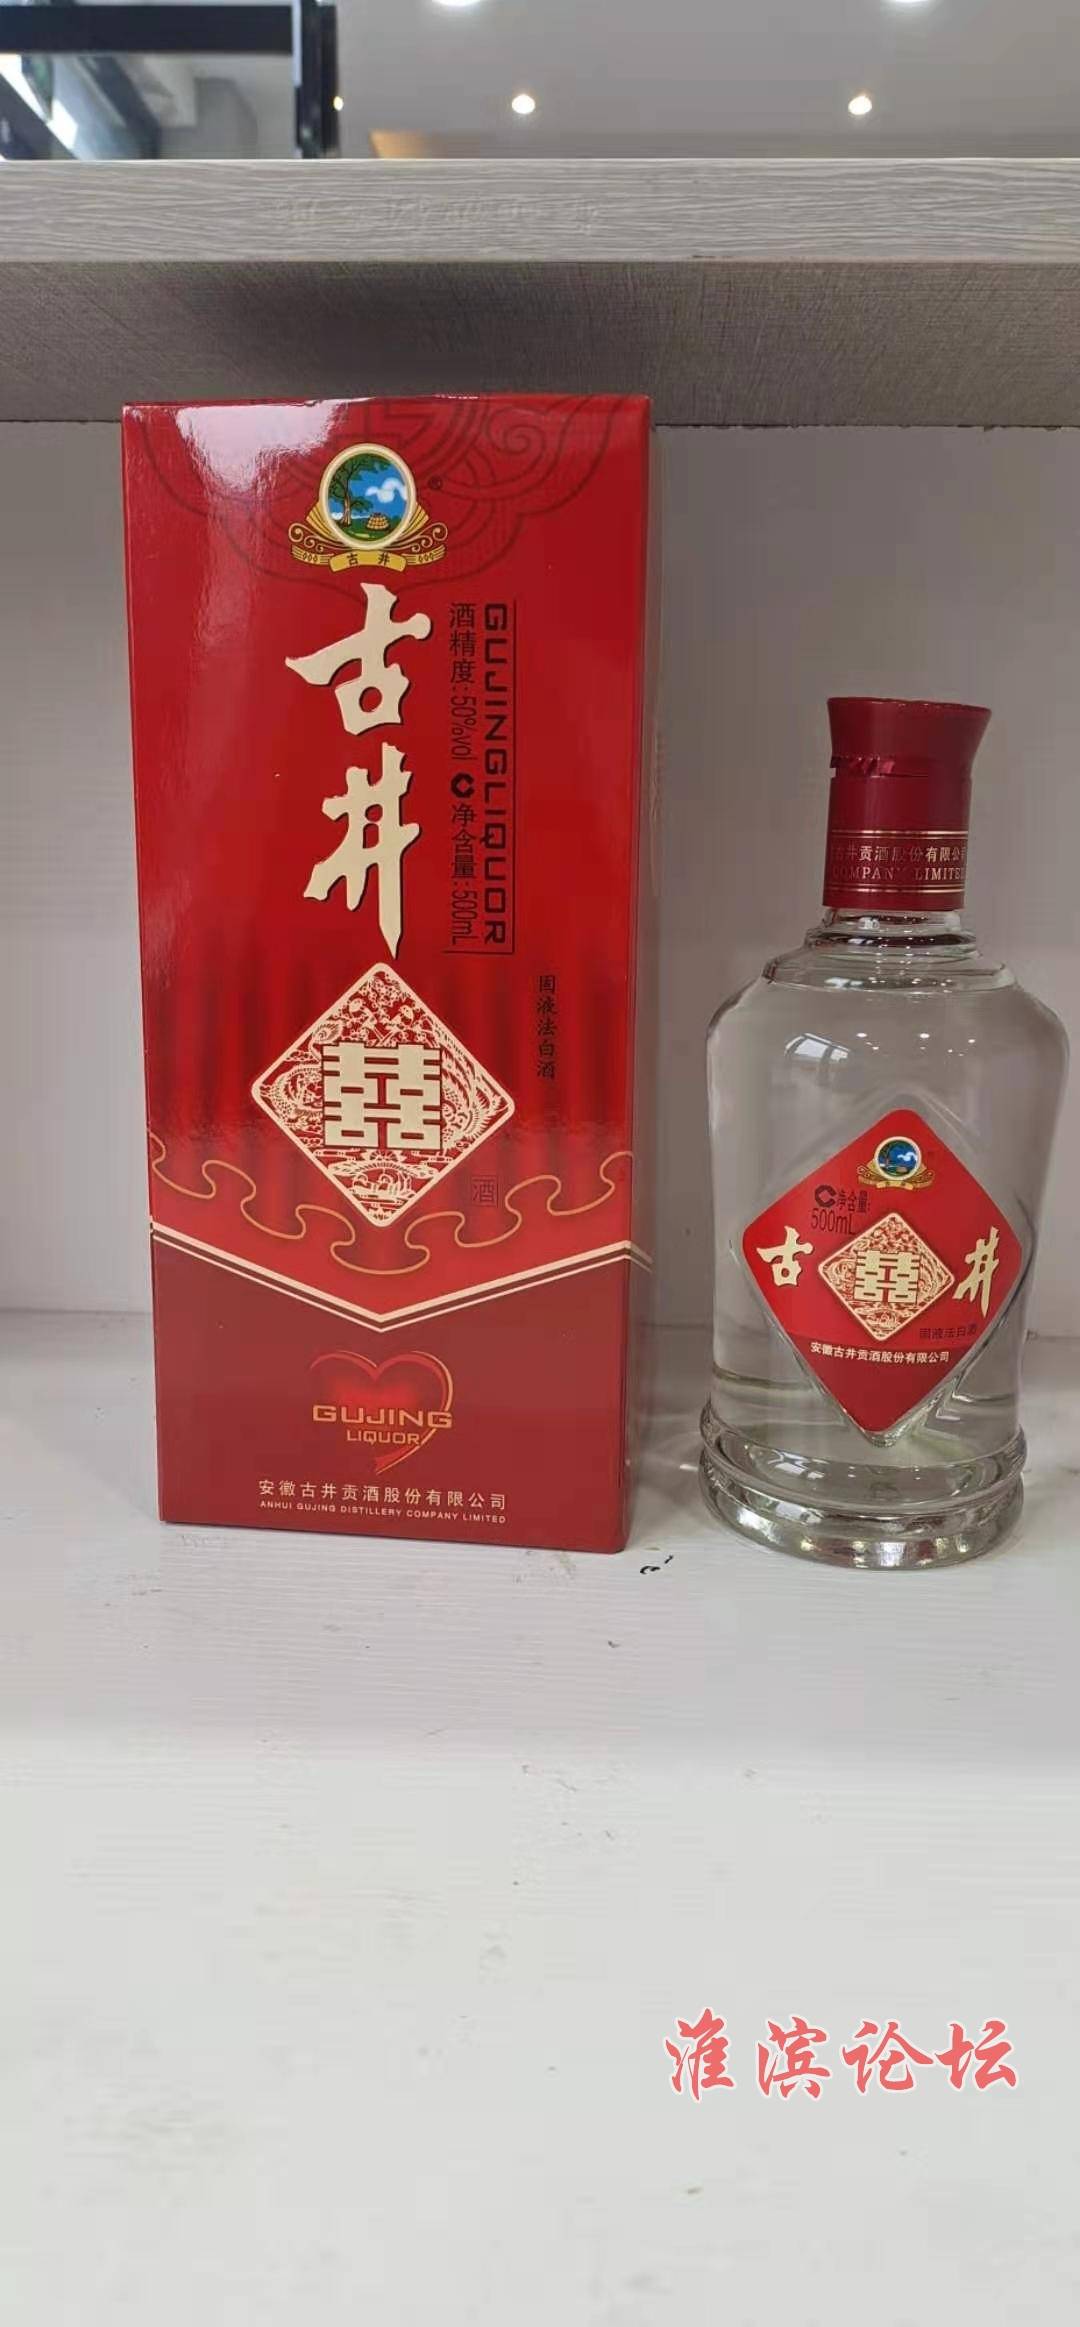 古井
古
井
GUJINGLIQUOR
酒精度:50%vol C 净含量:500mL
固液法白酒
囍
酒
GUJING
LIQUOR
安徽古井贡酒股份有限公司
ANHUI GUJING DISTILLERY COMPANY LIMITED
古井贡酒股份有限公司
COMPANY LIMITED
C净含量:
500mL
古 囍 井
固液法白酒
安徽古井贡酒股份有限公司
淮滨论坛